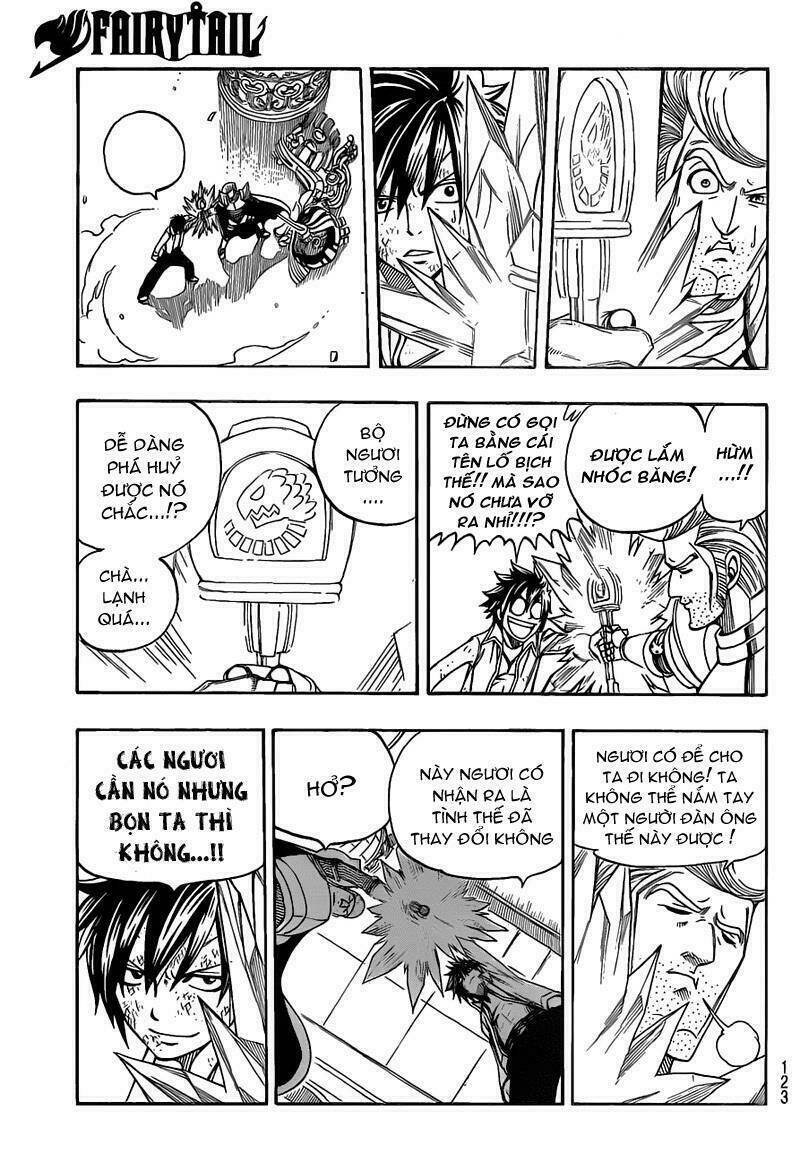 FAIRY TAIL
HỪM
...!!
ĐƯỢC LẮM
NHÓC BĂNG!
ĐỪNG CÓ GỌI
TA BẰNG CÁI
TÊN LỐ BỊCH
THẾ!! MÀ SAO
NÓ CHƯA VỠ
RA NHỈ!!!?
BỘ
NGƯƠI
TƯỞNG
....
DỄ DÀNG
PHÁ HUỶ
ĐƯỢC NÓ
CHẮC...!?
CHÀ...
LẠNH
QUÁ...
NGƯƠI CÓ ĐỂ CHO
TA ĐI KHÔNG! TA
KHÔNG THỂ NẮM TAY
MỘT NGƯỜI ĐÀN ÔNG
THẾ NÀY ĐƯỢC!
NÀY NGƯƠI CÓ
NHẬN RA LÀ
TÌNH THẾ ĐÃ
THAY ĐỔI KHÔNG
HỞ?
CÁC NGƯƠI
CẦN NÓ NHƯNG
BỌN TA THÌ
KHÔNG...!!
123